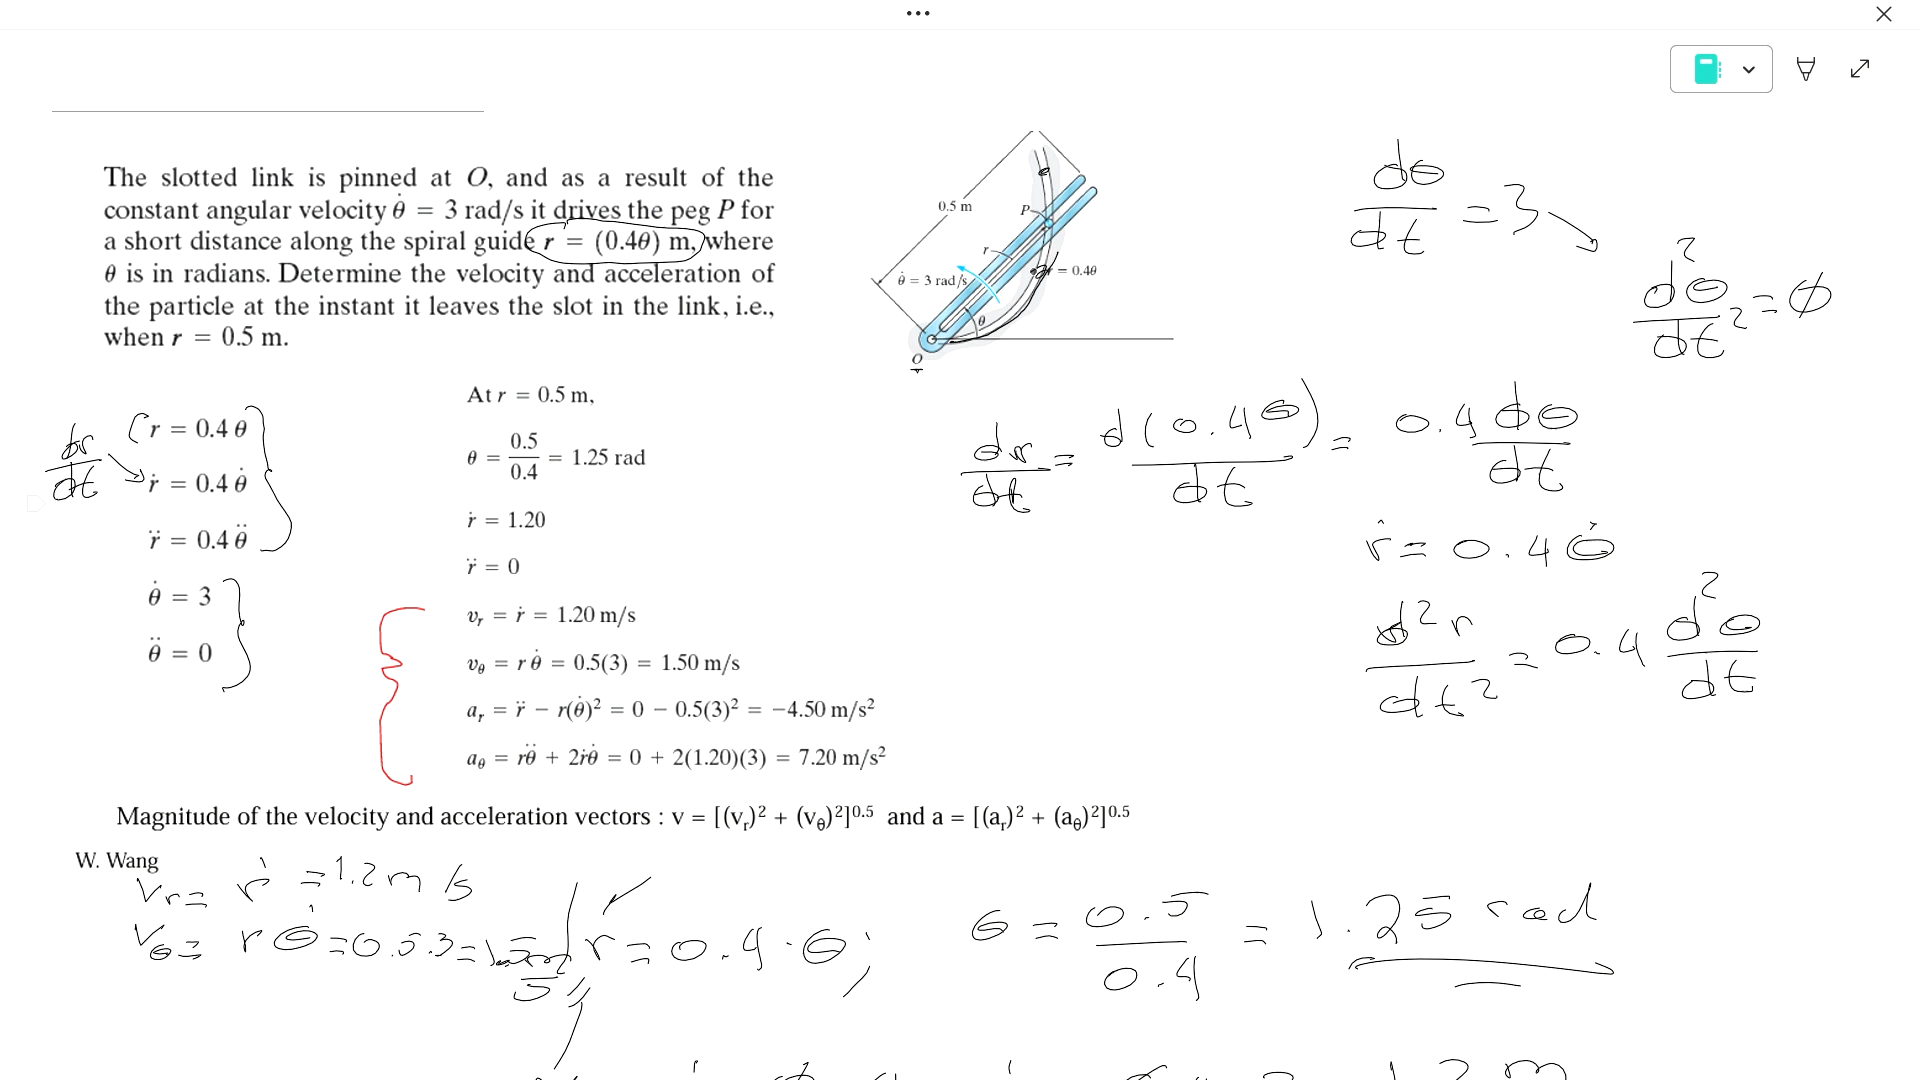 The slotted link is pinned at O, and as a result of the
constant angular velocity θ̇ = 3 rad/s it drives the peg P for
a short distance along the spiral guide r = (0.4θ) m, where
θ is in radians. Determine the velocity and acceleration of
the particle at the instant it leaves the slot in the link, i.e.,
when r = 0.5 m.
0.5 m
P
r
θ̇ = 3 rad/s
r = 0.4θ
θ
O
dθ/dt = 3
d²θ/dt² = 0
dr/dt
r = 0.4 θ
ṙ = 0.4 θ̇
r̈ = 0.4 θ̈
θ̇ = 3
θ̈ = 0
At r = 0.5 m,
θ = 0.5/0.4 = 1.25 rad
ṙ = 1.20
r̈ = 0
vᵣ = ṙ = 1.20 m/s
v_θ = r θ̇ = 0.5(3) = 1.50 m/s
aᵣ = r̈ − r(θ̇)² = 0 − 0.5(3)² = −4.50 m/s²
a_θ = rθ̈ + 2ṙθ̇ = 0 + 2(1.20)(3) = 7.20 m/s²
dr/dt = d(0.4θ)/dt = 0.4 dθ/dt
ṙ = 0.4 θ̇
d²r/dt² = 0.4 d²θ/dt
Magnitude of the velocity and acceleration vectors : v = [(vᵣ)² + (v_θ)²]^0.5 and a = [(aᵣ)² + (a_θ)²]^0.5
W. Wang
vᵣ = ṙ = 1.2 m/s
v_θ = r θ̇ = 0.5.3 = 1.5 m/s
r = 0.4 · θ;
θ = 0.5/0.4 = 1.25 rad